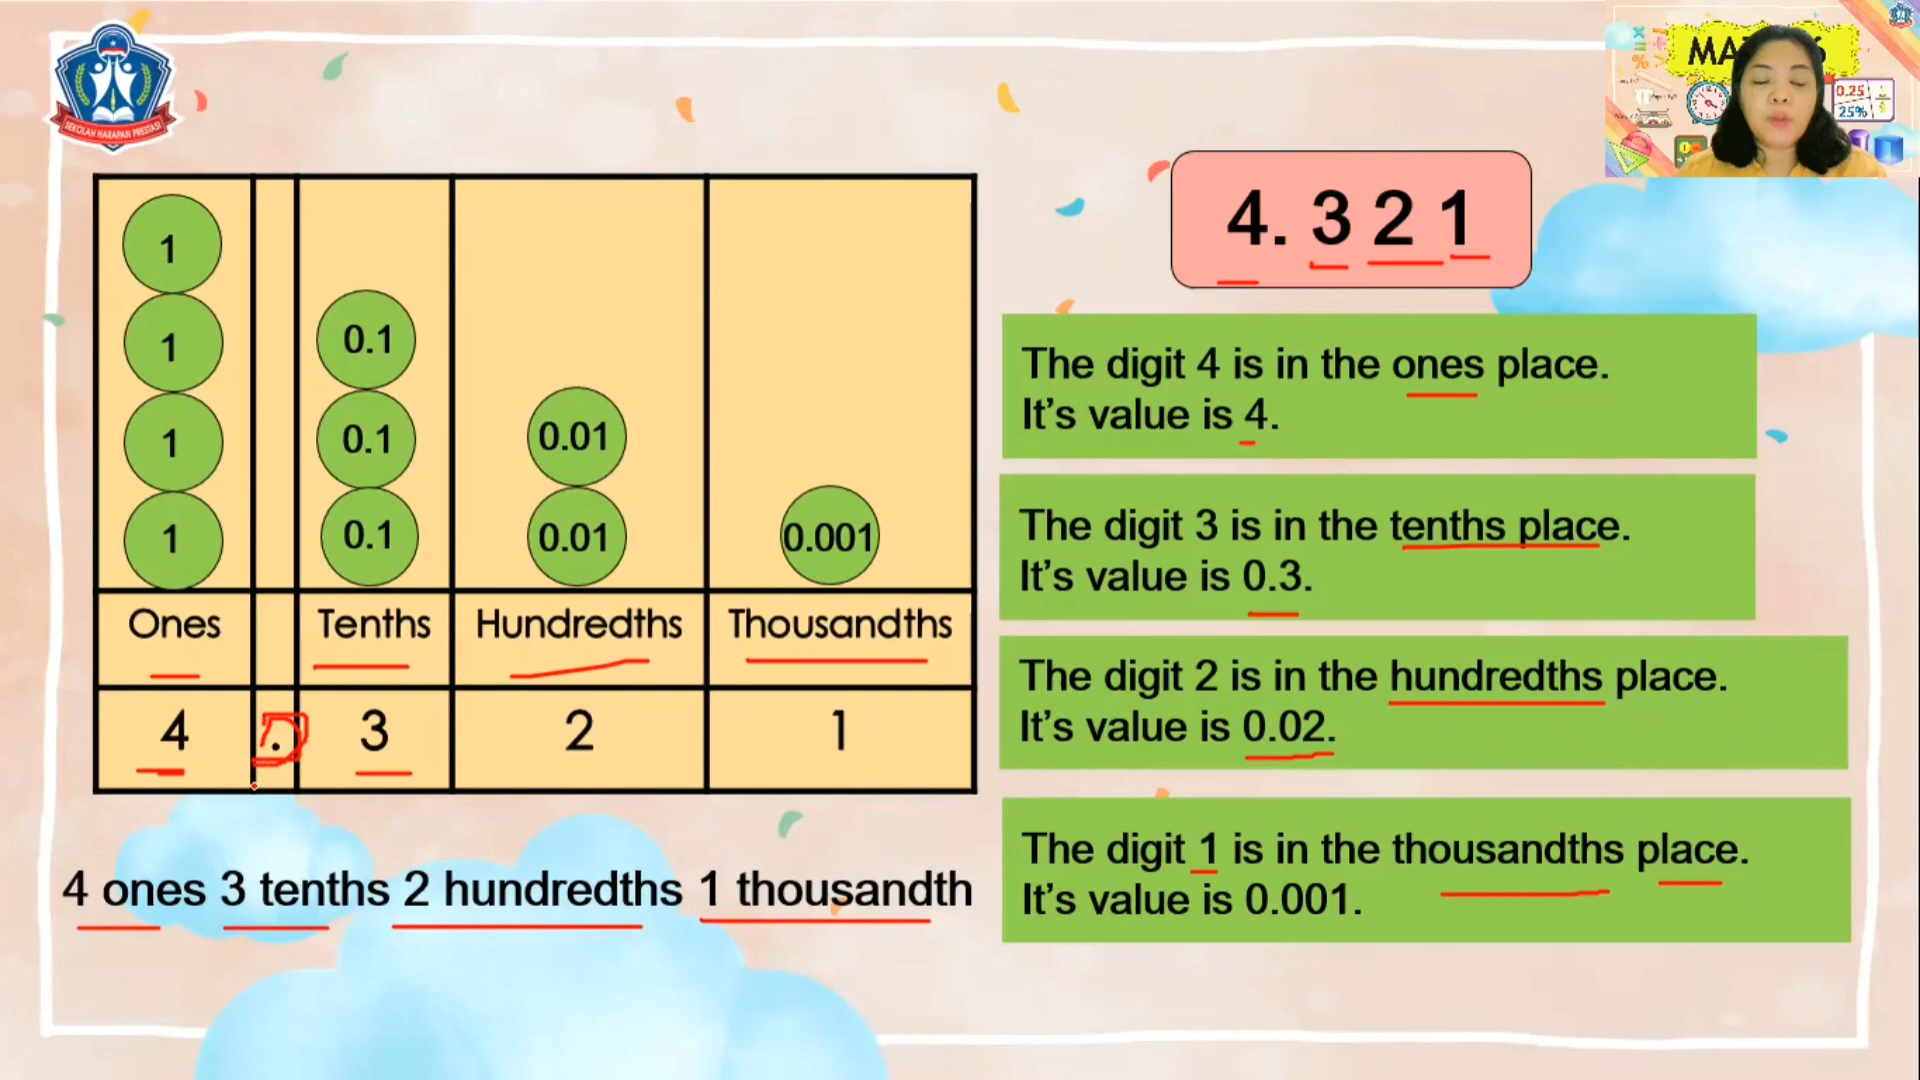 SEKOLAH HARAPAN PRESTASI
1
1 0.1
1 0.1 0.01
1 0.1 0.01 0.001
Ones Tenths Hundredths Thousandths
4 . 3 2 1
4 ones 3 tenths 2 hundredths 1 thousandth
4. 3 2 1
The digit 4 is in the ones place.
It’s value is 4.
The digit 3 is in the tenths place.
It’s value is 0.3.
The digit 2 is in the hundredths place.
It’s value is 0.02.
The digit 1 is in the thousandths place.
It’s value is 0.001.
0.25
25%